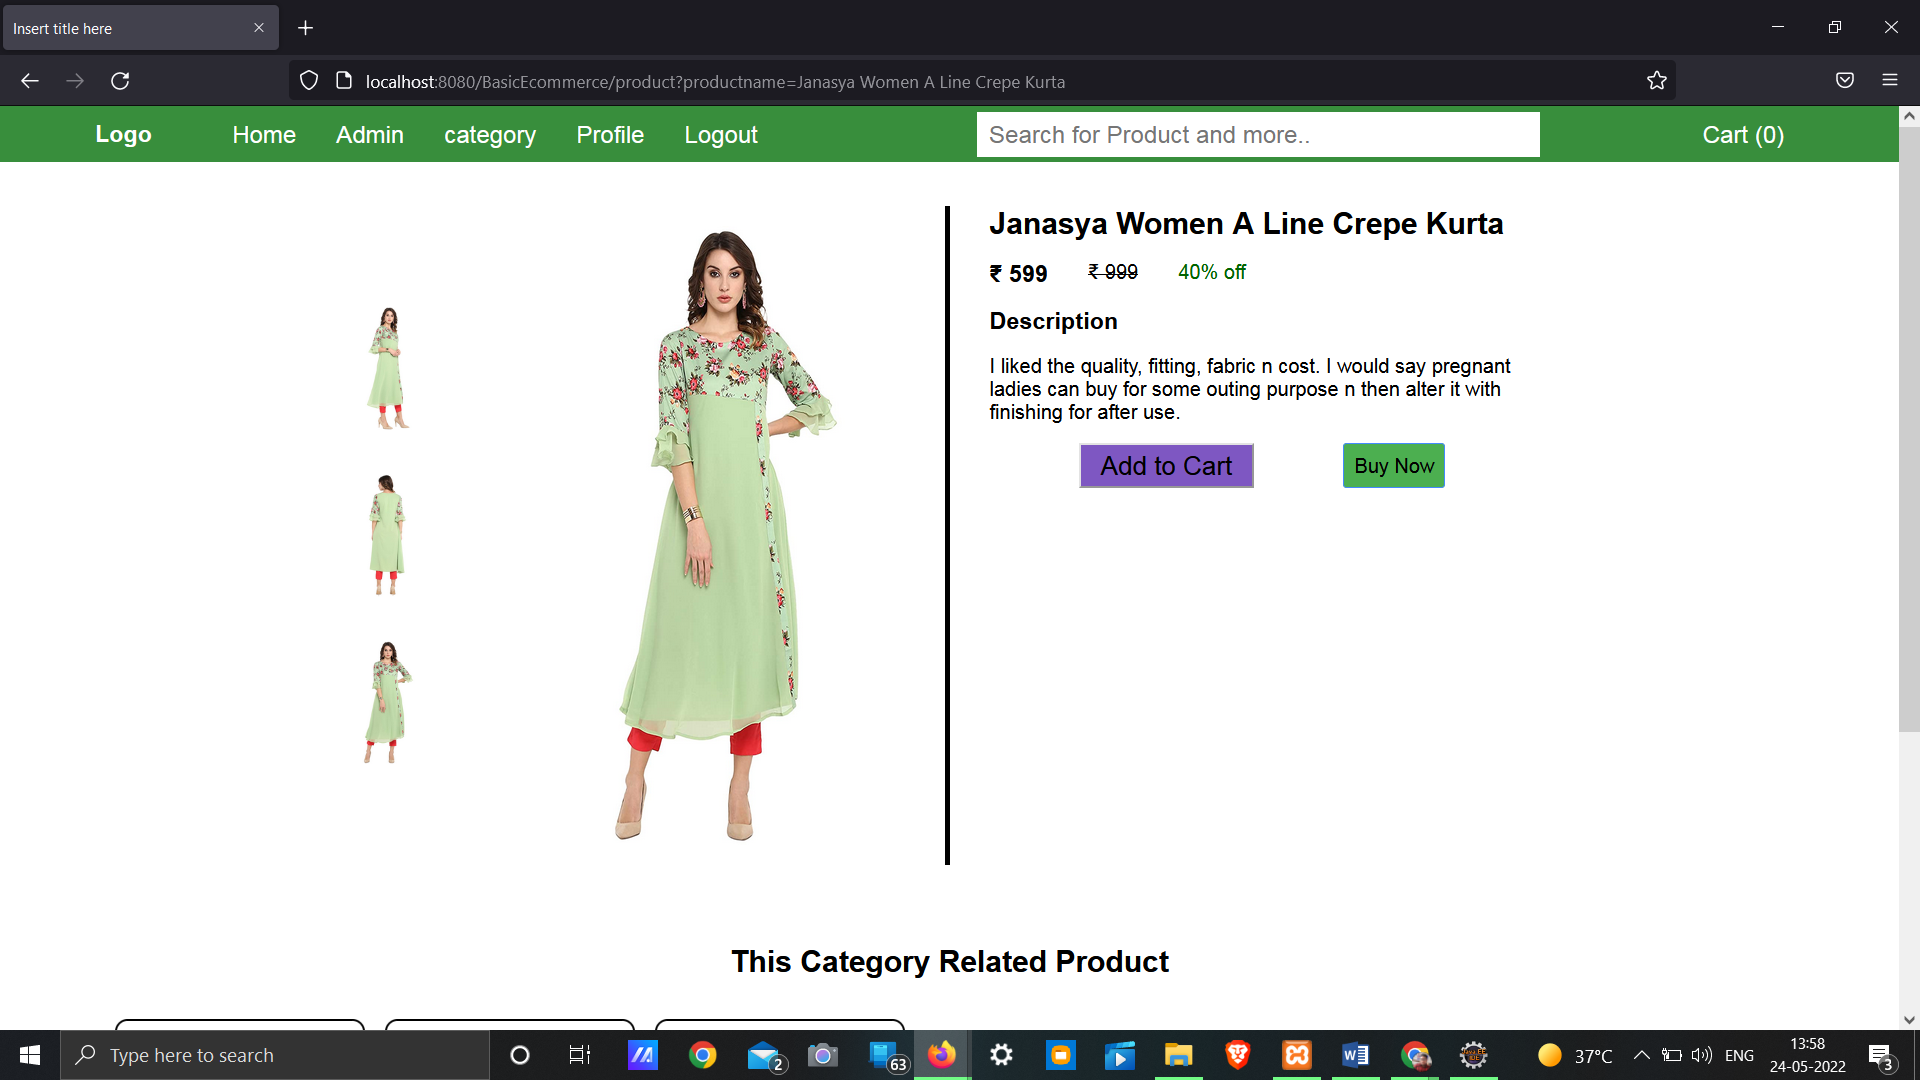 Insert title here
localhost:8080/BasicEcommerce/product?productname=Janasya Women A Line Crepe Kurta
Logo Home Admin category Profile Logout Search for Product and more.. Cart (0)
Janasya Women A Line Crepe Kurta
₹ 599 ₹ 999 40% off
Description
I liked the quality, fitting, fabric n cost. I would say pregnant
ladies can buy for some outing purpose n then alter it with
finishing for after use.
Add to Cart Buy Now
This Category Related Product
Type here to search
2
63
37°C
ENG
13:58
24-05-2022
3